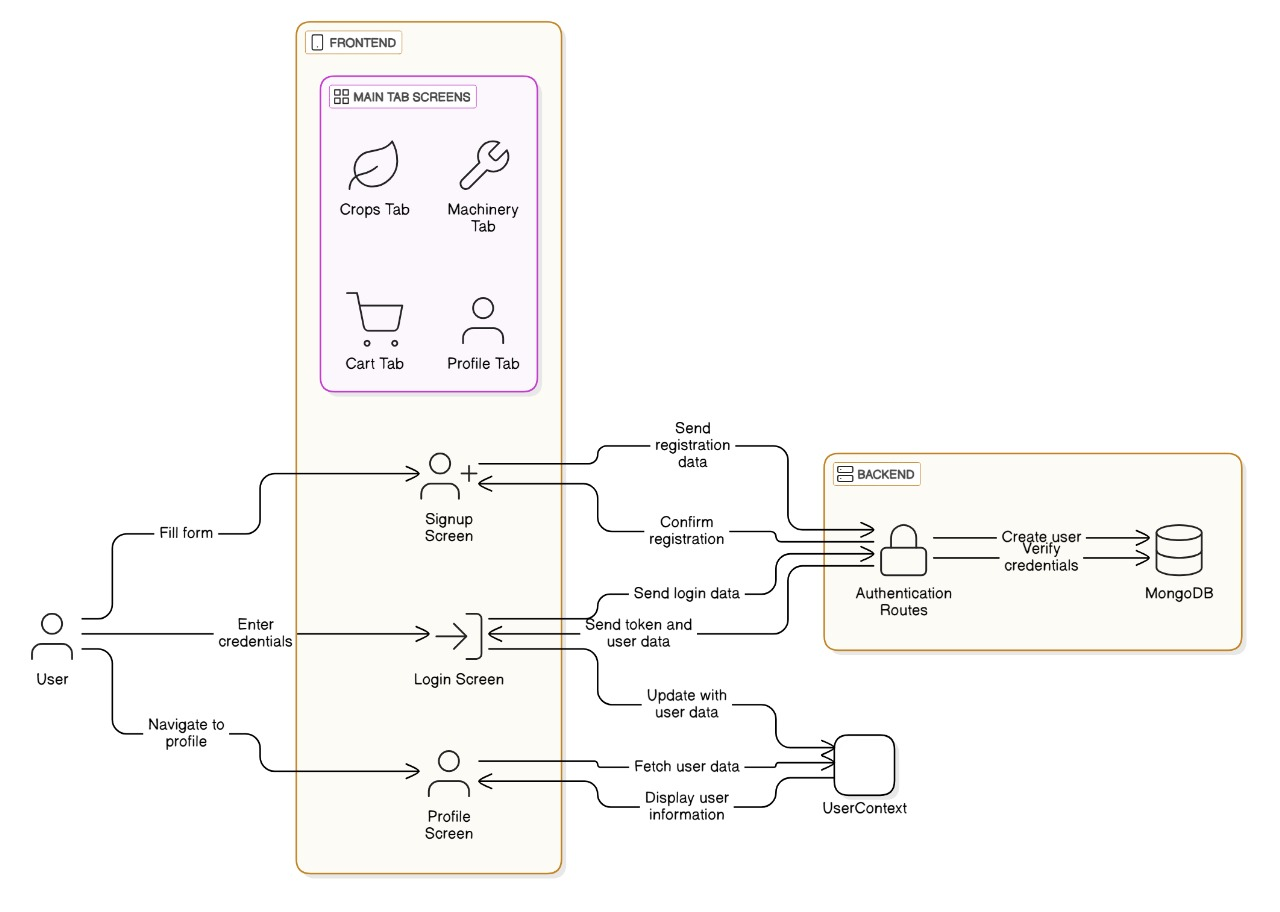 FRONTEND
MAIN TAB SCREENS
Crops Tab
Machinery
Tab
Cart Tab
Profile Tab
Send
registration
data
BACKEND
Signup
Screen
Fill form
Confirm
registration
Create user
Verify
credentials
Authentication
Routes
MongoDB
Send login data
Enter
credentials
Send token and
user data
User
Login Screen
Update with
user data
Navigate to
profile
Fetch user data
Display user
information
UserContext
Profile
Screen